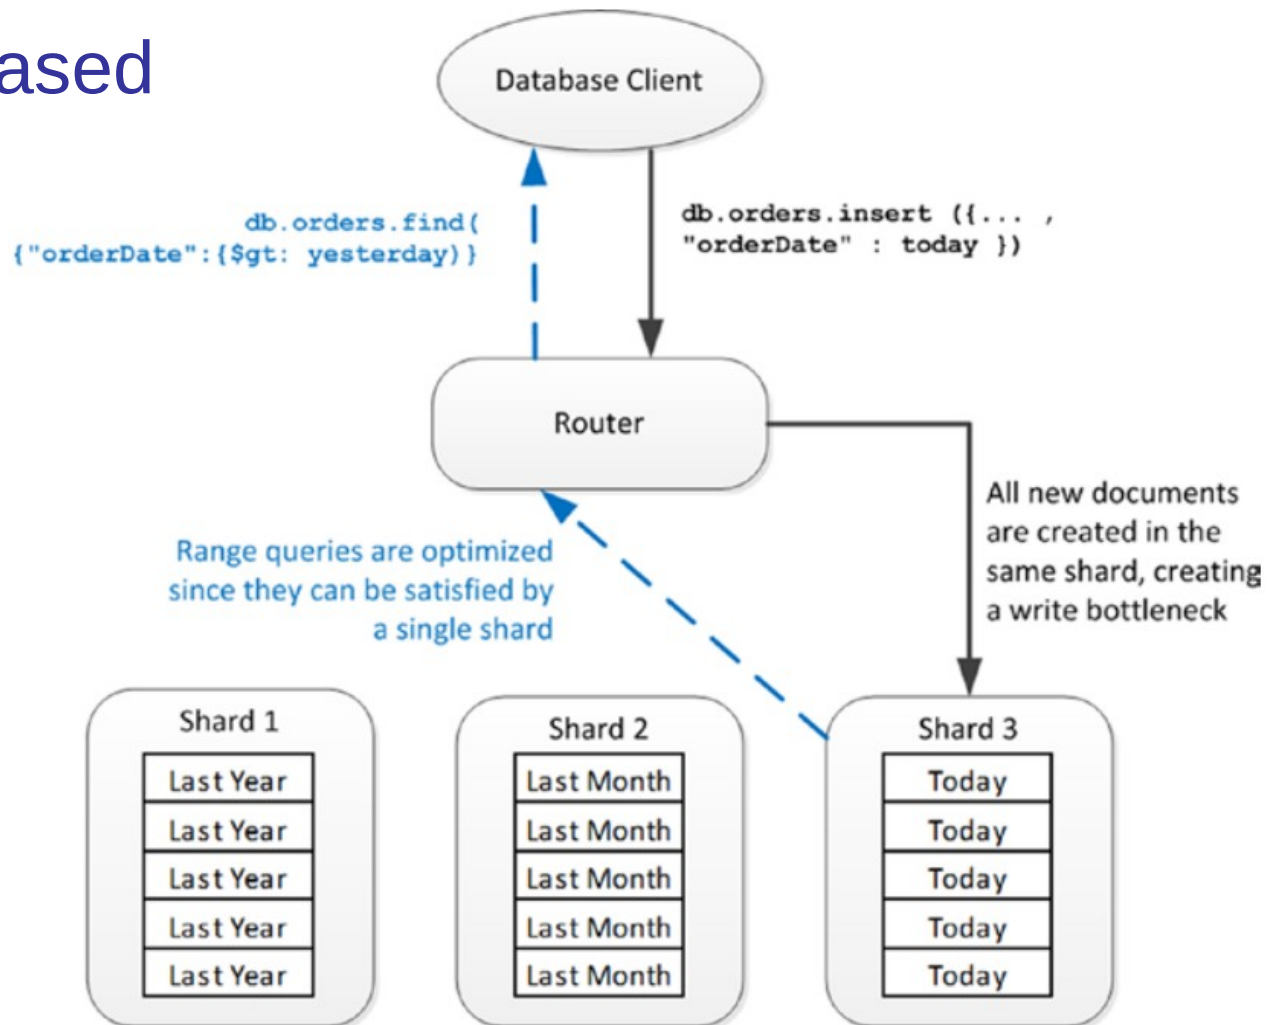 ased
Database Client
db.orders.find(
{"orderDate":{$gt: yesterday)}
db.orders.insert ({... ,
"orderDate" : today })
Router
All new documents
are created in the
same shard, creating
a write bottleneck
Range queries are optimized
since they can be satisfied by
a single shard
Shard 1
Last Year
Last Year
Last Year
Last Year
Last Year
Shard 2
Last Month
Last Month
Last Month
Last Month
Last Month
Shard 3
Today
Today
Today
Today
Today